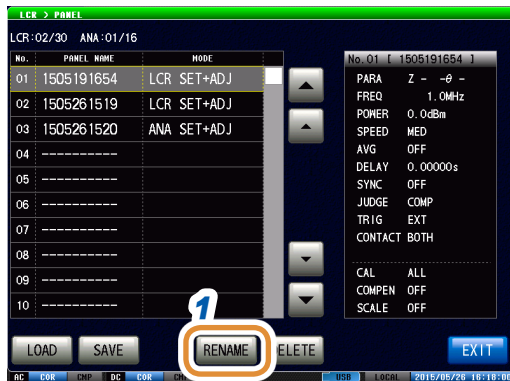 LCR > PANEL
LCR:02/30 ANA:01/16
No. PANEL NAME MODE
01 1505191654 LCR SET+ADJ
02 1505261519 LCR SET+ADJ
03 1505261520 ANA SET+ADJ
04 ----------
05 ----------
06 ----------
07 ----------
08 ----------
09 ----------
10 ----------
No.01 [ 1505191654 ]
PARA Z - -θ -
FREQ 1.0MHz
POWER 0.0dBm
SPEED MED
AVG OFF
DELAY 0.00000s
SYNC OFF
JUDGE COMP
TRIG EXT
CONTACT BOTH
CAL ALL
COMPEN OFF
SCALE OFF
1
LOAD SAVE RENAME ELETE EXIT
AC COR CMP DC COR USB LOCAL 2015/05/26 16:18:00